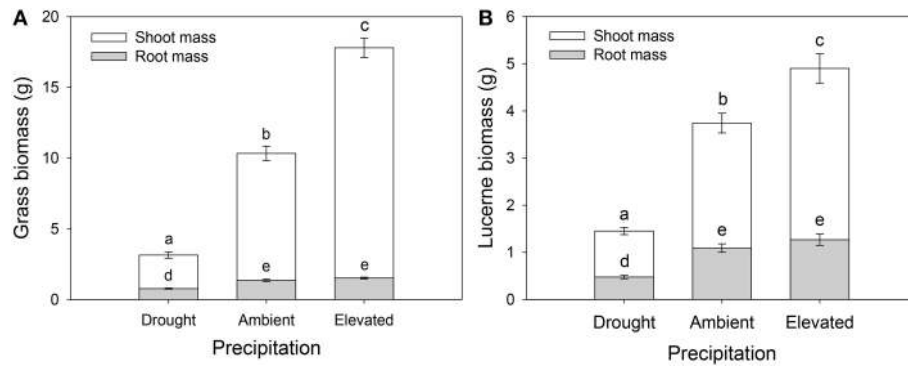 A
20
15
10
5
0
Grass biomass (g)
Shoot mass
Root mass
a
d
b
e
c
e
Drought
Ambient
Elevated
Precipitation
B
6
5
4
3
2
1
0
Lucerne biomass (g)
Shoot mass
Root mass
a
d
b
e
c
e
Drought
Ambient
Elevated
Precipitation